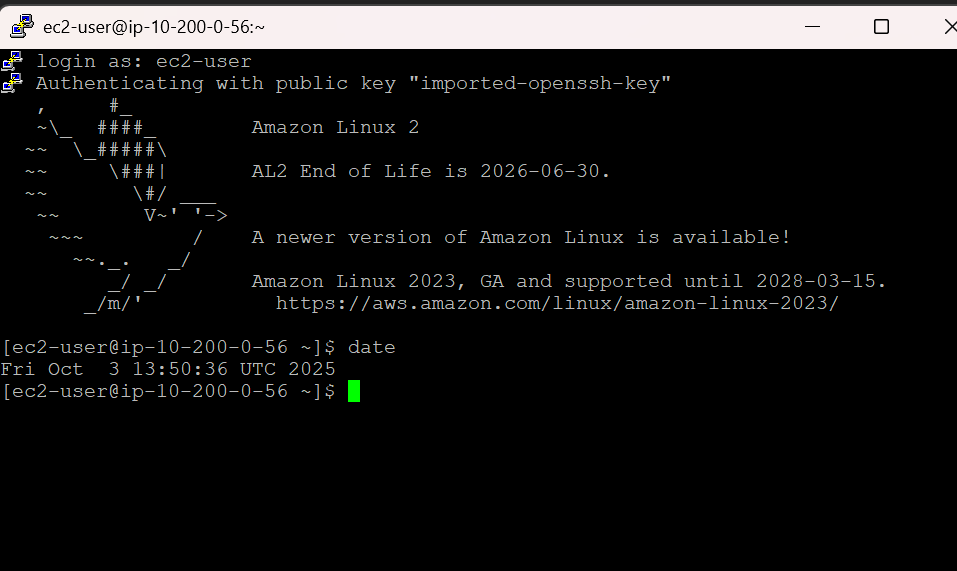 ec2-user@ip-10-200-0-56:~
login as: ec2-user
Authenticating with public key "imported-openssh-key"
   ,     #_
   ~\_  ####_        Amazon Linux 2
  ~~  \_#####\
  ~~     \###|       AL2 End of Life is 2026-06-30.
  ~~       \#/ ___
   ~~       V~' '->
    ~~~         /    A newer version of Amazon Linux is available!
      ~~._.   _/
         _/ _/       Amazon Linux 2023, GA and supported until 2028-03-15.
       _/m/'           https://aws.amazon.com/linux/amazon-linux-2023/
[ec2-user@ip-10-200-0-56 ~]$ date
Fri Oct  3 13:50:36 UTC 2025
[ec2-user@ip-10-200-0-56 ~]$